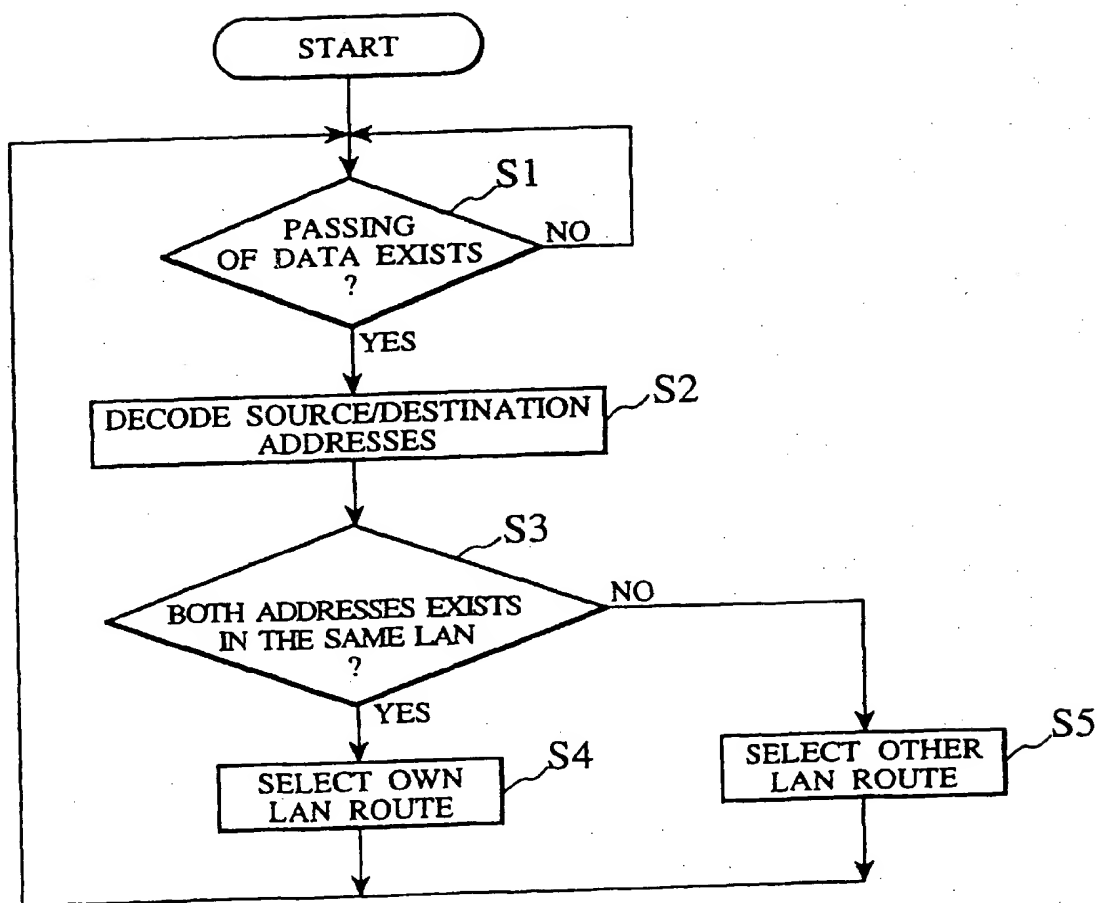 START
S1
PASSING
OF DATA EXISTS
?
NO
YES
S2
DECODE SOURCE/DESTINATION
ADDRESSES
S3
BOTH ADDRESSES EXISTS
IN THE SAME LAN
?
NO
YES
S4
SELECT OWN
LAN ROUTE
S5
SELECT OTHER
LAN ROUTE